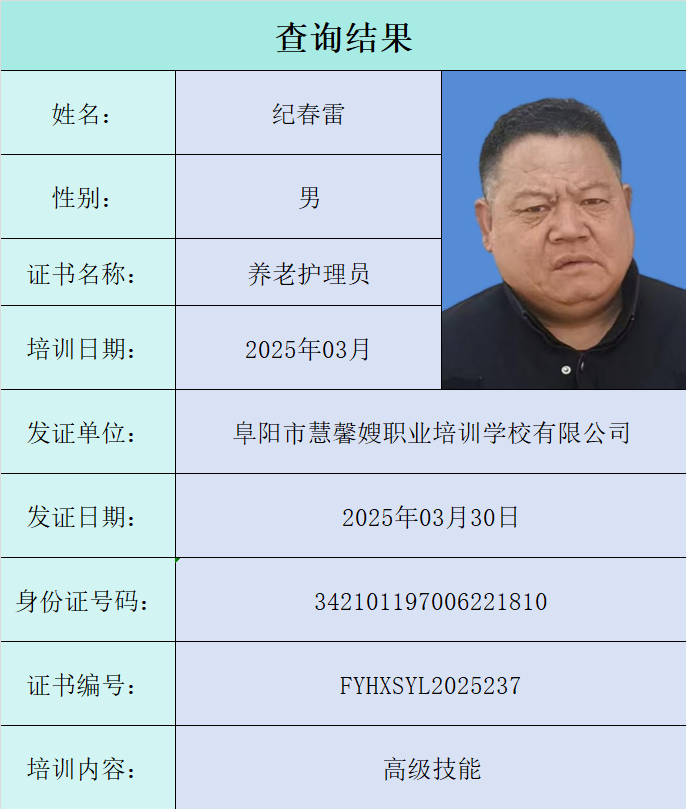 查询结果
姓名： 纪春雷
性别： 男
证书名称： 养老护理员
培训日期： 2025年03月
发证单位： 阜阳市慧馨嫂职业培训学校有限公司
发证日期： 2025年03月30日
身份证号码： 342101197006221810
证书编号： FYHXSYL2025237
培训内容： 高级技能